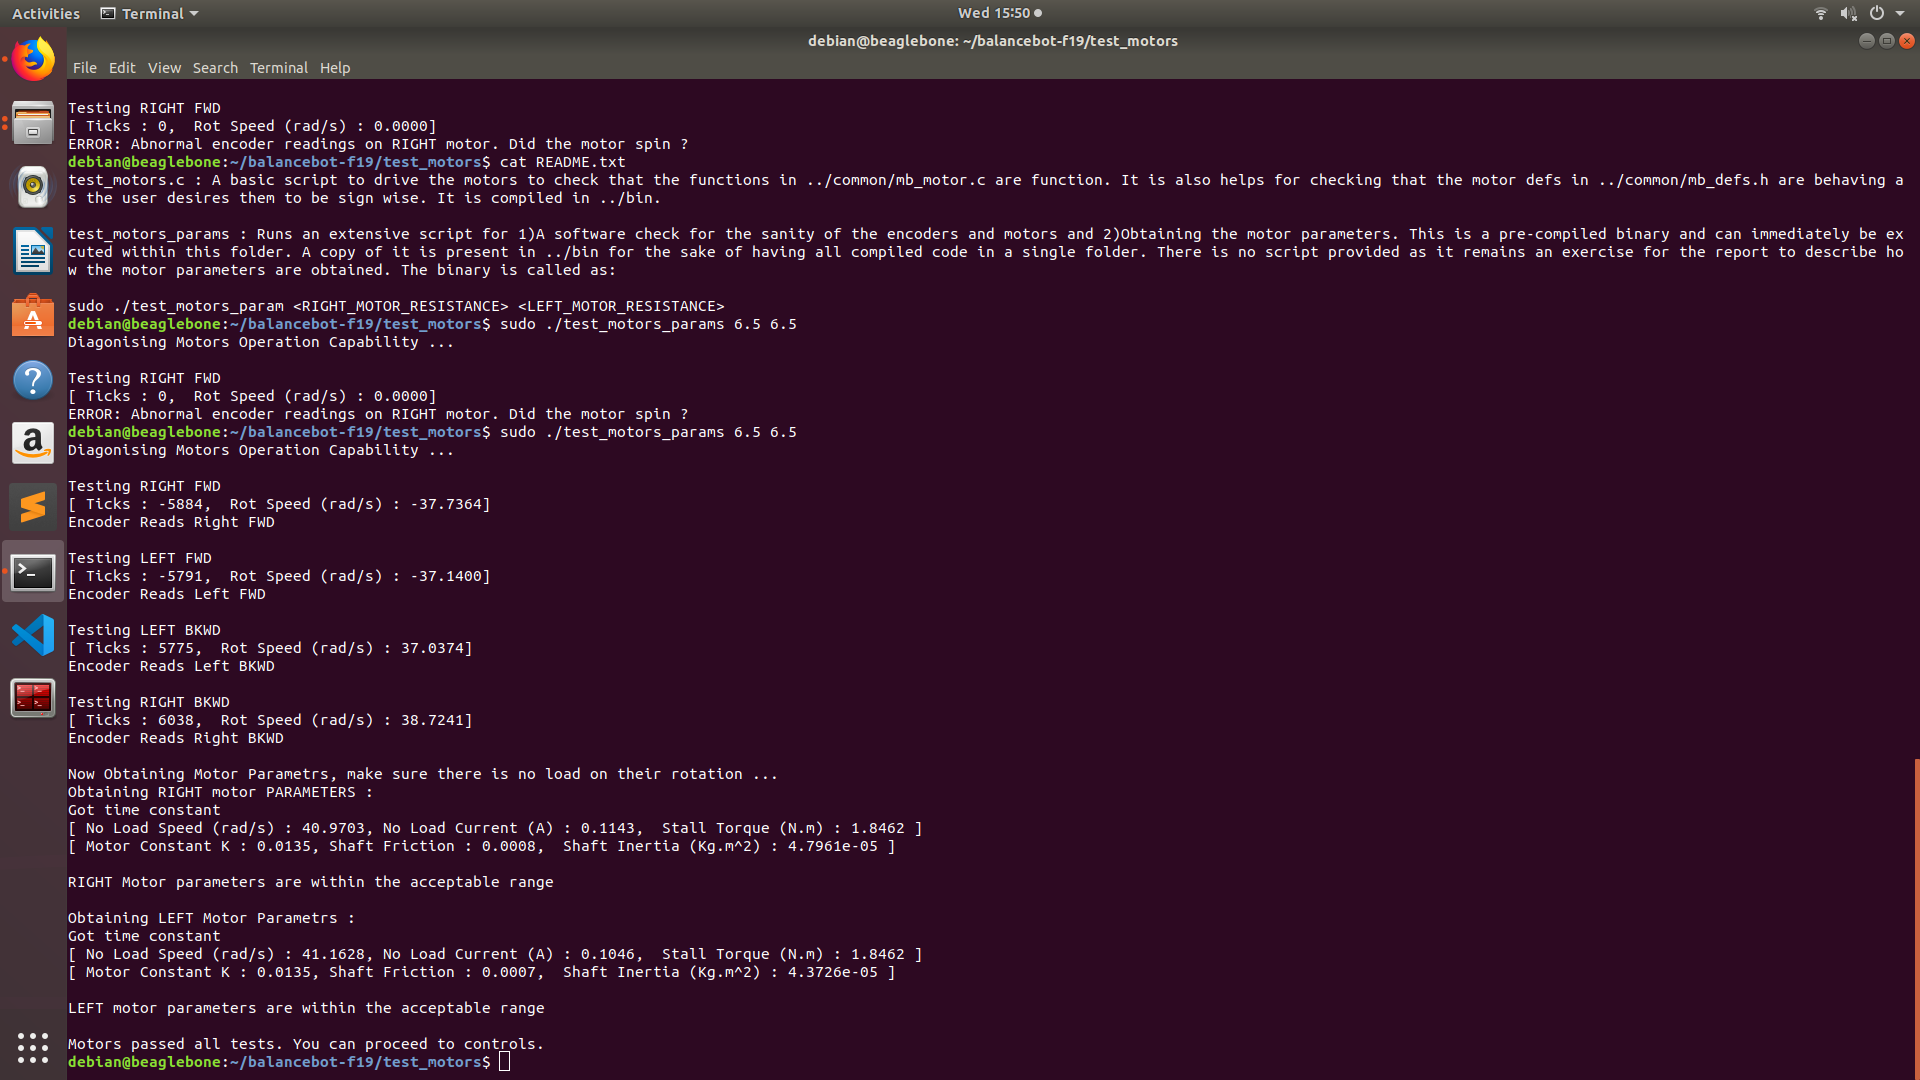 Activities
Terminal
Wed 15:50
debian@beaglebone: ~/balancebot-f19/test_motors
File Edit View Search Terminal Help
Testing RIGHT FWD
[ Ticks : 0,  Rot Speed (rad/s) : 0.0000]
ERROR: Abnormal encoder readings on RIGHT motor. Did the motor spin ?
debian@beaglebone:~/balancebot-f19/test_motors$ cat README.txt
test_motors.c : A basic script to drive the motors to check that the functions in ../common/mb_motor.c are function. It is also helps for checking that the motor defs in ../common/mb_defs.h are behaving a
s the user desires them to be sign wise. It is compiled in ../bin.
test_motors_params : Runs an extensive script for 1)A software check for the sanity of the encoders and motors and 2)Obtaining the motor parameters. This is a pre-compiled binary and can immediately be ex
cuted within this folder. A copy of it is present in ../bin for the sake of having all compiled code in a single folder. There is no script provided as it remains an exercise for the report to describe ho
w the motor parameters are obtained. The binary is called as:
sudo ./test_motors_param <RIGHT_MOTOR_RESISTANCE> <LEFT_MOTOR_RESISTANCE>
debian@beaglebone:~/balancebot-f19/test_motors$ sudo ./test_motors_params 6.5 6.5
Diagonising Motors Operation Capability ...
Testing RIGHT FWD
[ Ticks : 0,  Rot Speed (rad/s) : 0.0000]
ERROR: Abnormal encoder readings on RIGHT motor. Did the motor spin ?
debian@beaglebone:~/balancebot-f19/test_motors$ sudo ./test_motors_params 6.5 6.5
Diagonising Motors Operation Capability ...
Testing RIGHT FWD
[ Ticks : -5884,  Rot Speed (rad/s) : -37.7364]
Encoder Reads Right FWD
Testing LEFT FWD
[ Ticks : -5791,  Rot Speed (rad/s) : -37.1400]
Encoder Reads Left FWD
Testing LEFT BKWD
[ Ticks : 5775,  Rot Speed (rad/s) : 37.0374]
Encoder Reads Left BKWD
Testing RIGHT BKWD
[ Ticks : 6038,  Rot Speed (rad/s) : 38.7241]
Encoder Reads Right BKWD
Now Obtaining Motor Parametrs, make sure there is no load on their rotation ...
Obtaining RIGHT motor PARAMETERS :
Got time constant
[ No Load Speed (rad/s) : 40.9703, No Load Current (A) : 0.1143,  Stall Torque (N.m) : 1.8462 ]
[ Motor Constant K : 0.0135, Shaft Friction : 0.0008,  Shaft Inertia (Kg.m^2) : 4.7961e-05 ]
RIGHT Motor parameters are within the acceptable range
Obtaining LEFT Motor Parametrs :
Got time constant
[ No Load Speed (rad/s) : 41.1628, No Load Current (A) : 0.1046,  Stall Torque (N.m) : 1.8462 ]
[ Motor Constant K : 0.0135, Shaft Friction : 0.0007,  Shaft Inertia (Kg.m^2) : 4.3726e-05 ]
LEFT motor parameters are within the acceptable range
Motors passed all tests. You can proceed to controls.
debian@beaglebone:~/balancebot-f19/test_motors$